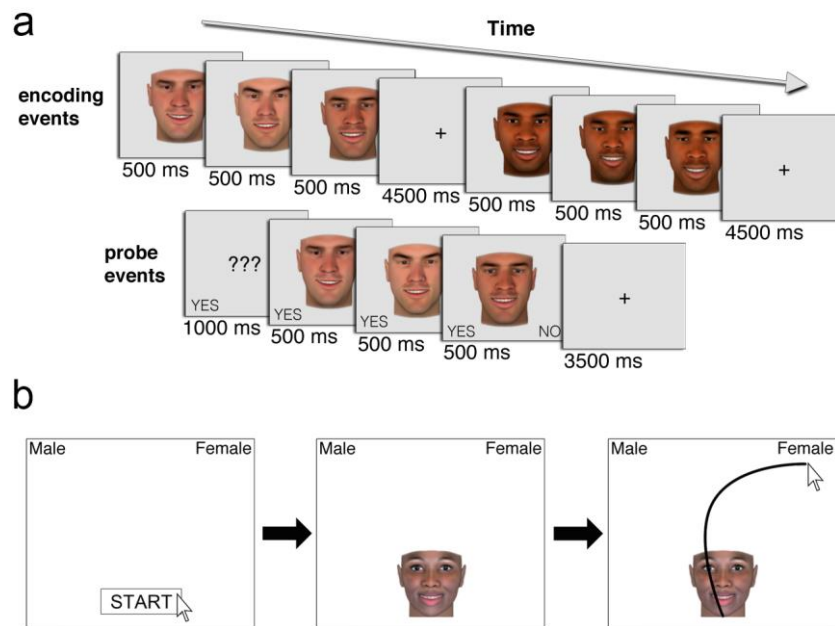 a
Time
encoding
events
+
+
500 ms
500 ms
500 ms
4500 ms
500 ms
500 ms
500 ms
4500 ms
probe
events
???
+
YES
YES
YES
YES
NO
1000 ms
500 ms
500 ms
500 ms
3500 ms
b
Male Female
Male Female
Male Female
START